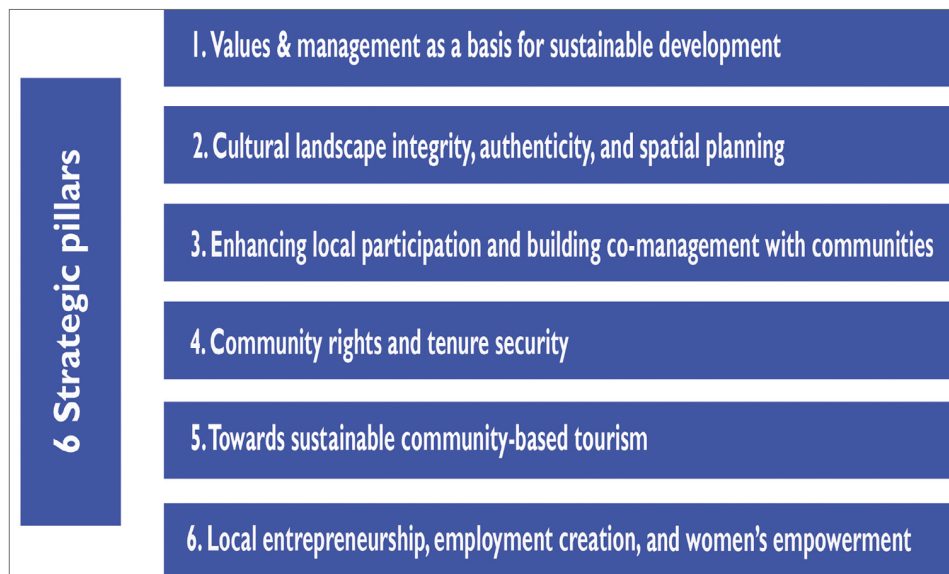 6 Strategic pillars
1. Values & management as a basis for sustainable development
2. Cultural landscape integrity, authenticity, and spatial planning
3. Enhancing local participation and building co-management with communities
4. Community rights and tenure security
5. Towards sustainable community-based tourism
6. Local entrepreneurship, employment creation, and women’s empowerment